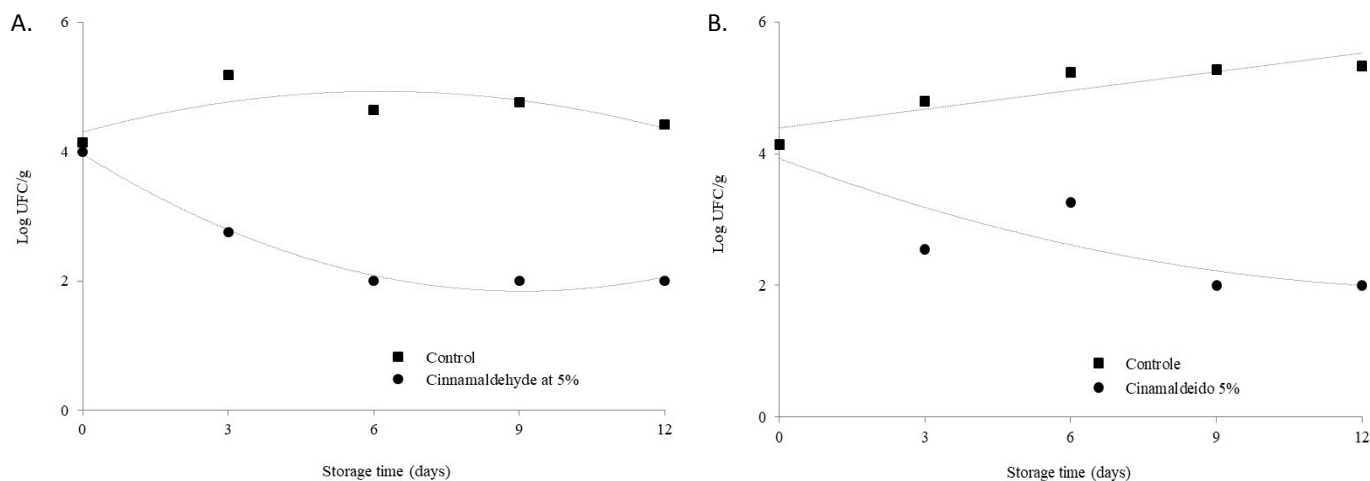 A.
6
4
2
0
Log UFC/g
Control
Cinnamaldehyde at 5%
0 3 6 9 12
Storage time (days)
B.
6
4
2
0
Log UFC/g
Controle
Cinamaldeido 5%
0 3 6 9 12
Storage time (days)